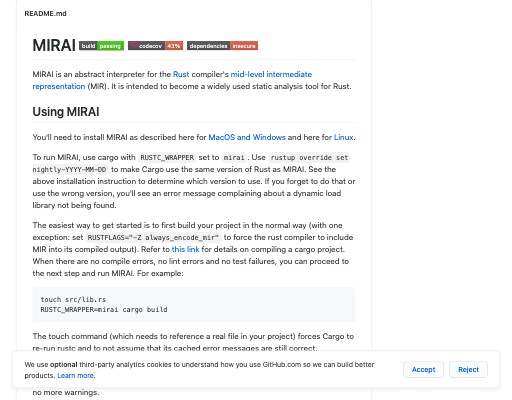 README.md
MIRAI build passing codecov 43% dependencies insecure
MIRAI is an abstract interpreter for the Rust compiler's mid-level intermediate
representation (MIR). It is intended to become a widely used static analysis tool for Rust.
Using MIRAI
You'll need to install MIRAI as described here for MacOS and Windows and here for Linux.
To run MIRAI, use cargo with RUSTC_WRAPPER set to mirai. Use rustup override set
nightly-YYYY-MM-DD to make Cargo use the same version of Rust as MIRAI. See the
above installation instruction to determine which version to use. If you forget to do that or
use the wrong version, you'll see an error message complaining about a dynamic load
library not being found.
The easiest way to get started is to first build your project in the normal way (with one
exception: set RUSTFLAGS="-Z always_encode_mir" to force the rust compiler to include
MIR into its compiled output). Refer to this link for details on compiling a cargo project.
When there are no compile errors, no lint errors and no test failures, you can proceed to
the next step and run MIRAI. For example:
touch src/lib.rs
RUSTC_WRAPPER=mirai cargo build
The touch command (which needs to reference a real file in your project) forces Cargo to
re-run rustc and to not assume that its cached error messages are still correct.
We use optional third-party analytics cookies to understand how you use GitHub.com so we can build better
products. Learn more.
Accept
Reject
no more warnings.